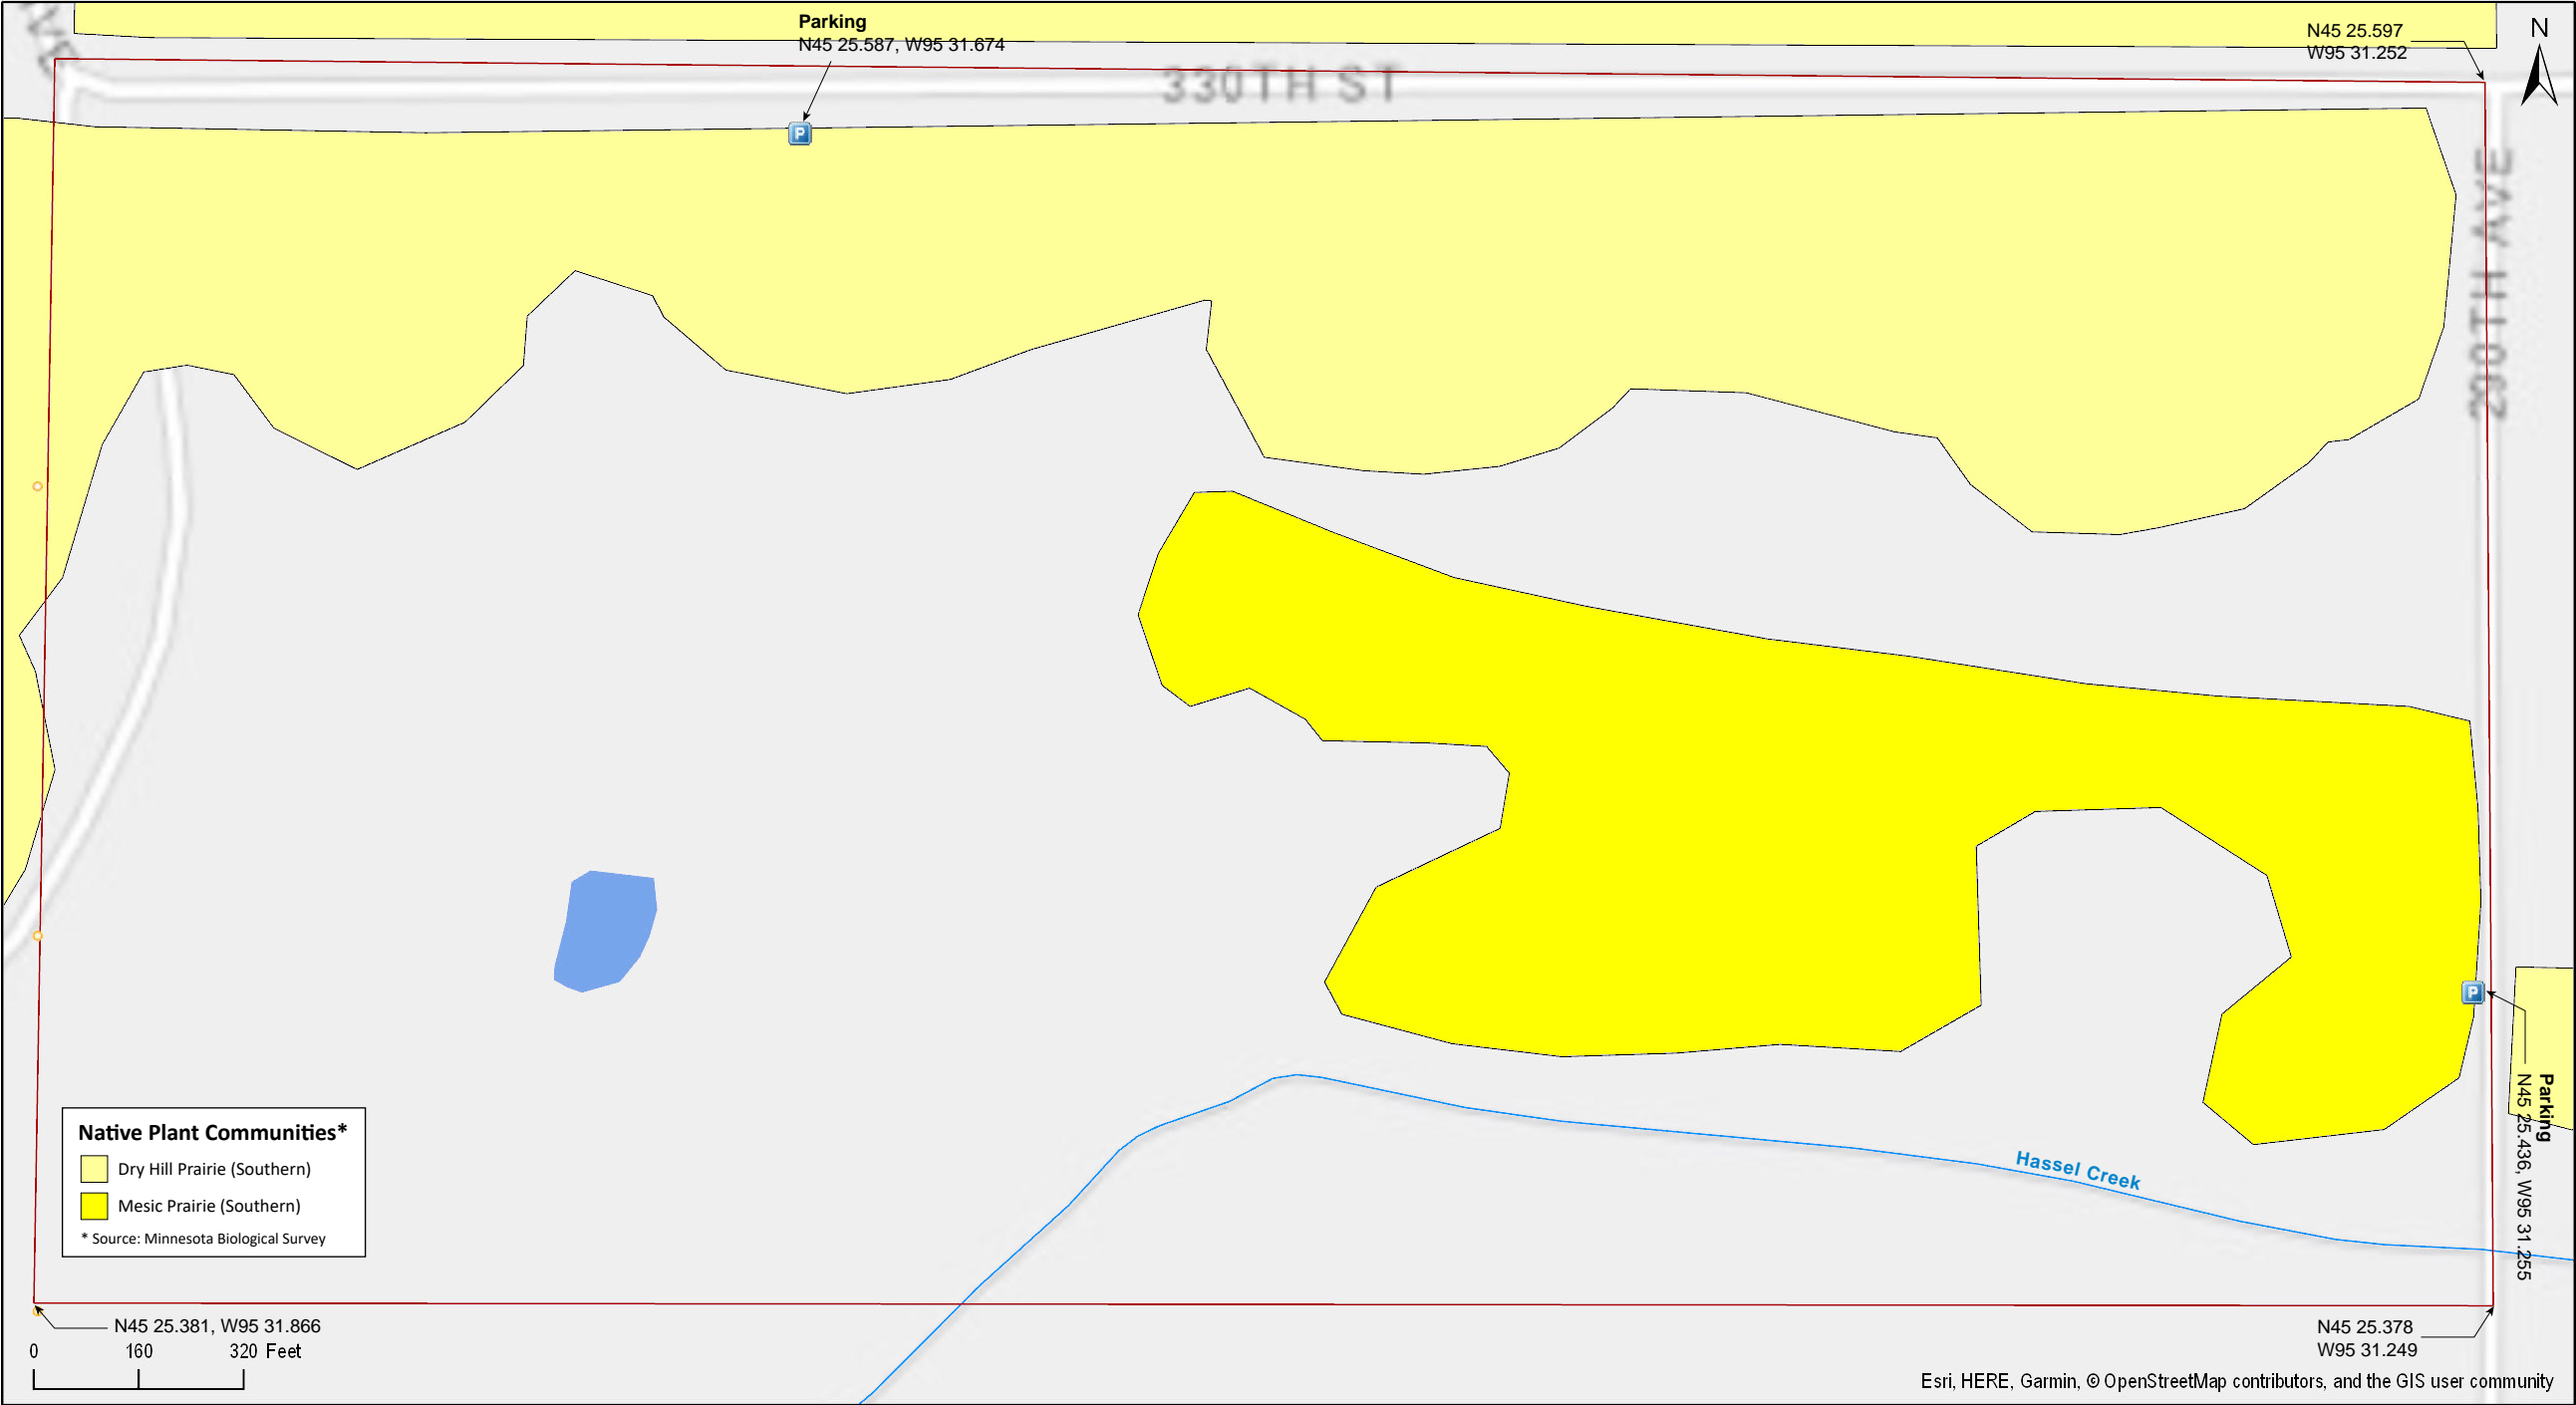 Parking
N45 25.587, W95 31.674
N45 25.597
W95 31.252
N
330TH ST
P
290TH AVE
P
Parking
N45 25.436, W95 31.255
Hassel Creek
Native Plant Communities*
Dry Hill Prairie (Southern)
Mesic Prairie (Southern)
* Source: Minnesota Biological Survey
N45 25.381, W95 31.866
0 160 320 Feet
N45 25.378
W95 31.249
Esri, HERE, Garmin, © OpenStreetMap contributors, and the GIS user community